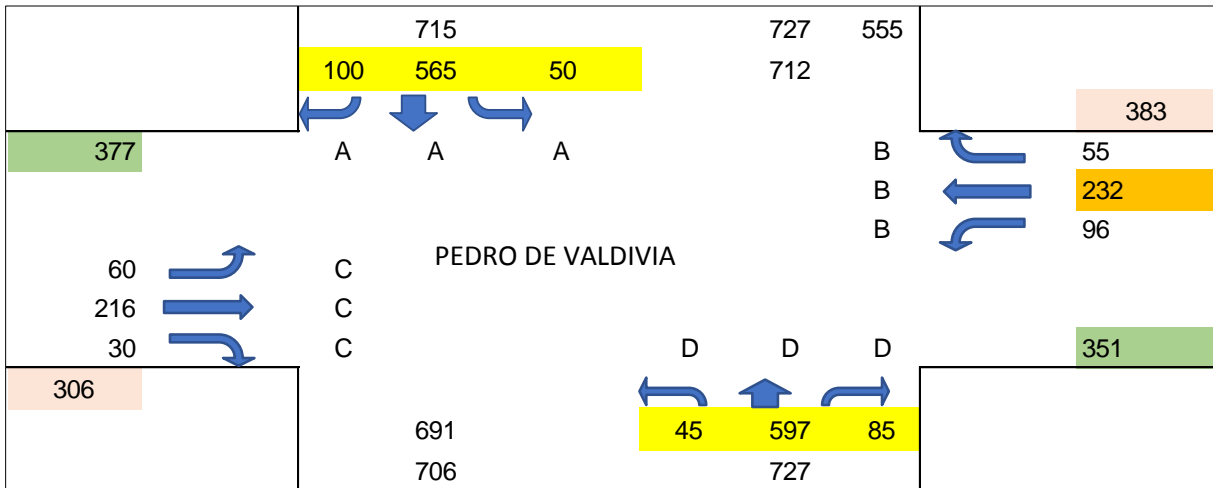 715 727 555
100 565 50 712
383
377 A A A B 55
B 232
B 96
PEDRO DE VALDIVIA
60 C
216 C
30 C D D D 351
306
691 45 597 85
706 727